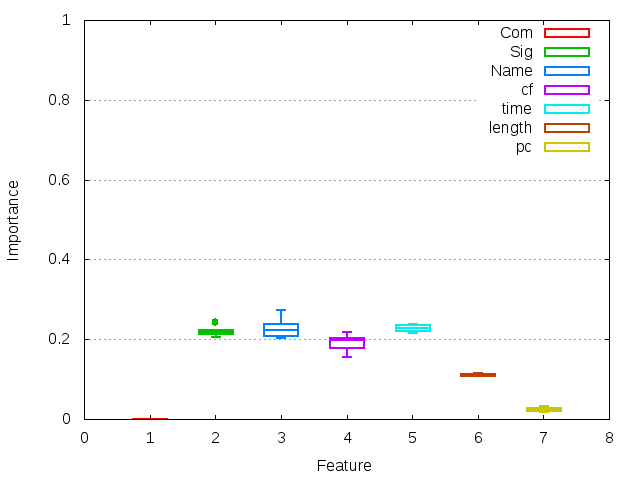 1
0.8
0.6
0.4
0.2
0
Importance
0 1 2 3 4 5 6 7 8
Feature
Com
Sig
Name
cf
time
length
pc